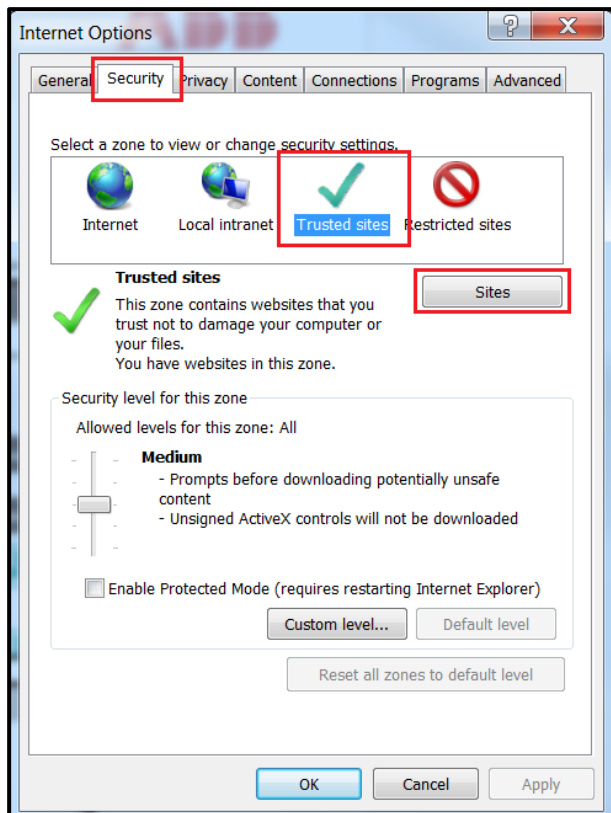 Internet Options
ABB
?
X
General Security Privacy Content Connections Programs Advanced
Select a zone to view or change security settings.
Internet Local intranet Trusted sites Restricted sites
Trusted sites
Sites
This zone contains websites that you
trust not to damage your computer or
your files.
You have websites in this zone.
Security level for this zone
Allowed levels for this zone: All
Medium
- Prompts before downloading potentially unsafe
content
- Unsigned ActiveX controls will not be downloaded
Enable Protected Mode (requires restarting Internet Explorer)
Custom level... Default level
Reset all zones to default level
OK Cancel Apply